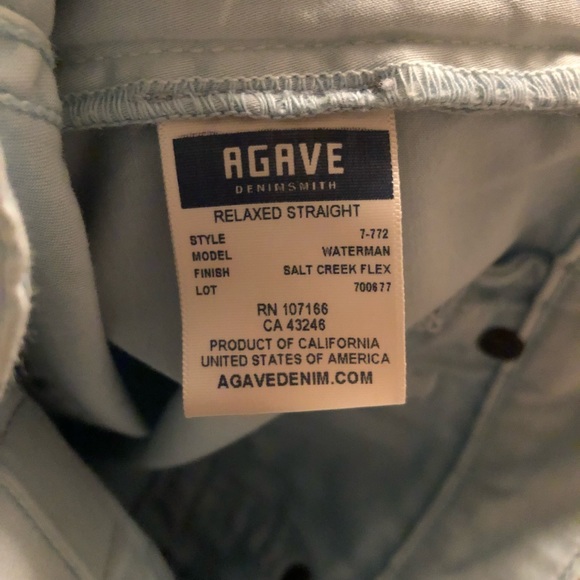 AGAVE
DENIMSMITH
RELAXED STRAIGHT
STYLE 7-772
MODEL WATERMAN
FINISH SALT CREEK FLEX
LOT 700677
RN 107166
CA 43246
PRODUCT OF CALIFORNIA
UNITED STATES OF AMERICA
AGAVEDENIM.COM